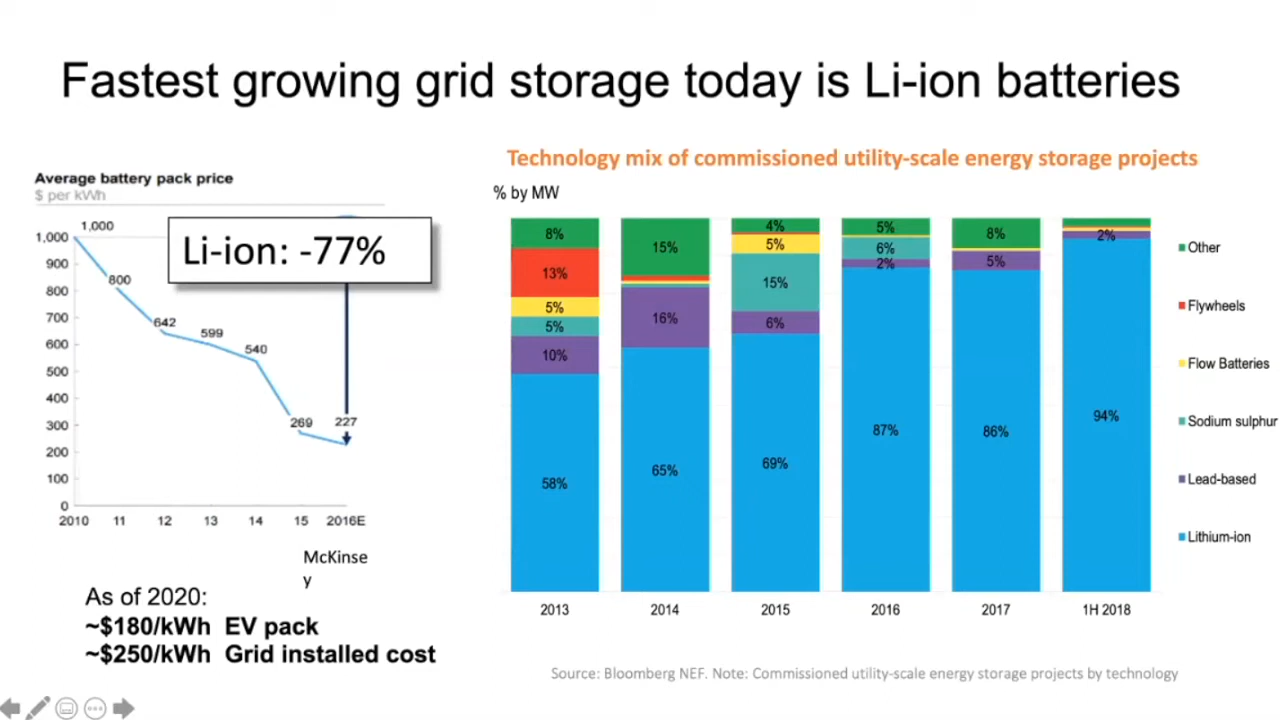 Fastest growing grid storage today is Li-ion batteries
Average battery pack price
$ per kWh
1,000
1,000
900
800
700
600
500
400
300
200
100
0
800
642
599
540
269
227
Li-ion: -77%
2010 11 12 13 14 15 2016E
McKinse
y
As of 2020:
~$180/kWh EV pack
~$250/kWh Grid installed cost
Technology mix of commissioned utility-scale energy storage projects
% by MW
8%
13%
5%
5%
10%
58%
15%
16%
65%
4%
5%
15%
6%
69%
5%
6%
2%
87%
8%
5%
86%
2%
94%
2013 2014 2015 2016 2017 1H 2018
Other
Flywheels
Flow Batteries
Sodium sulphur
Lead-based
Lithium-ion
Source: Bloomberg NEF. Note: Commissioned utility-scale energy storage projects by technology